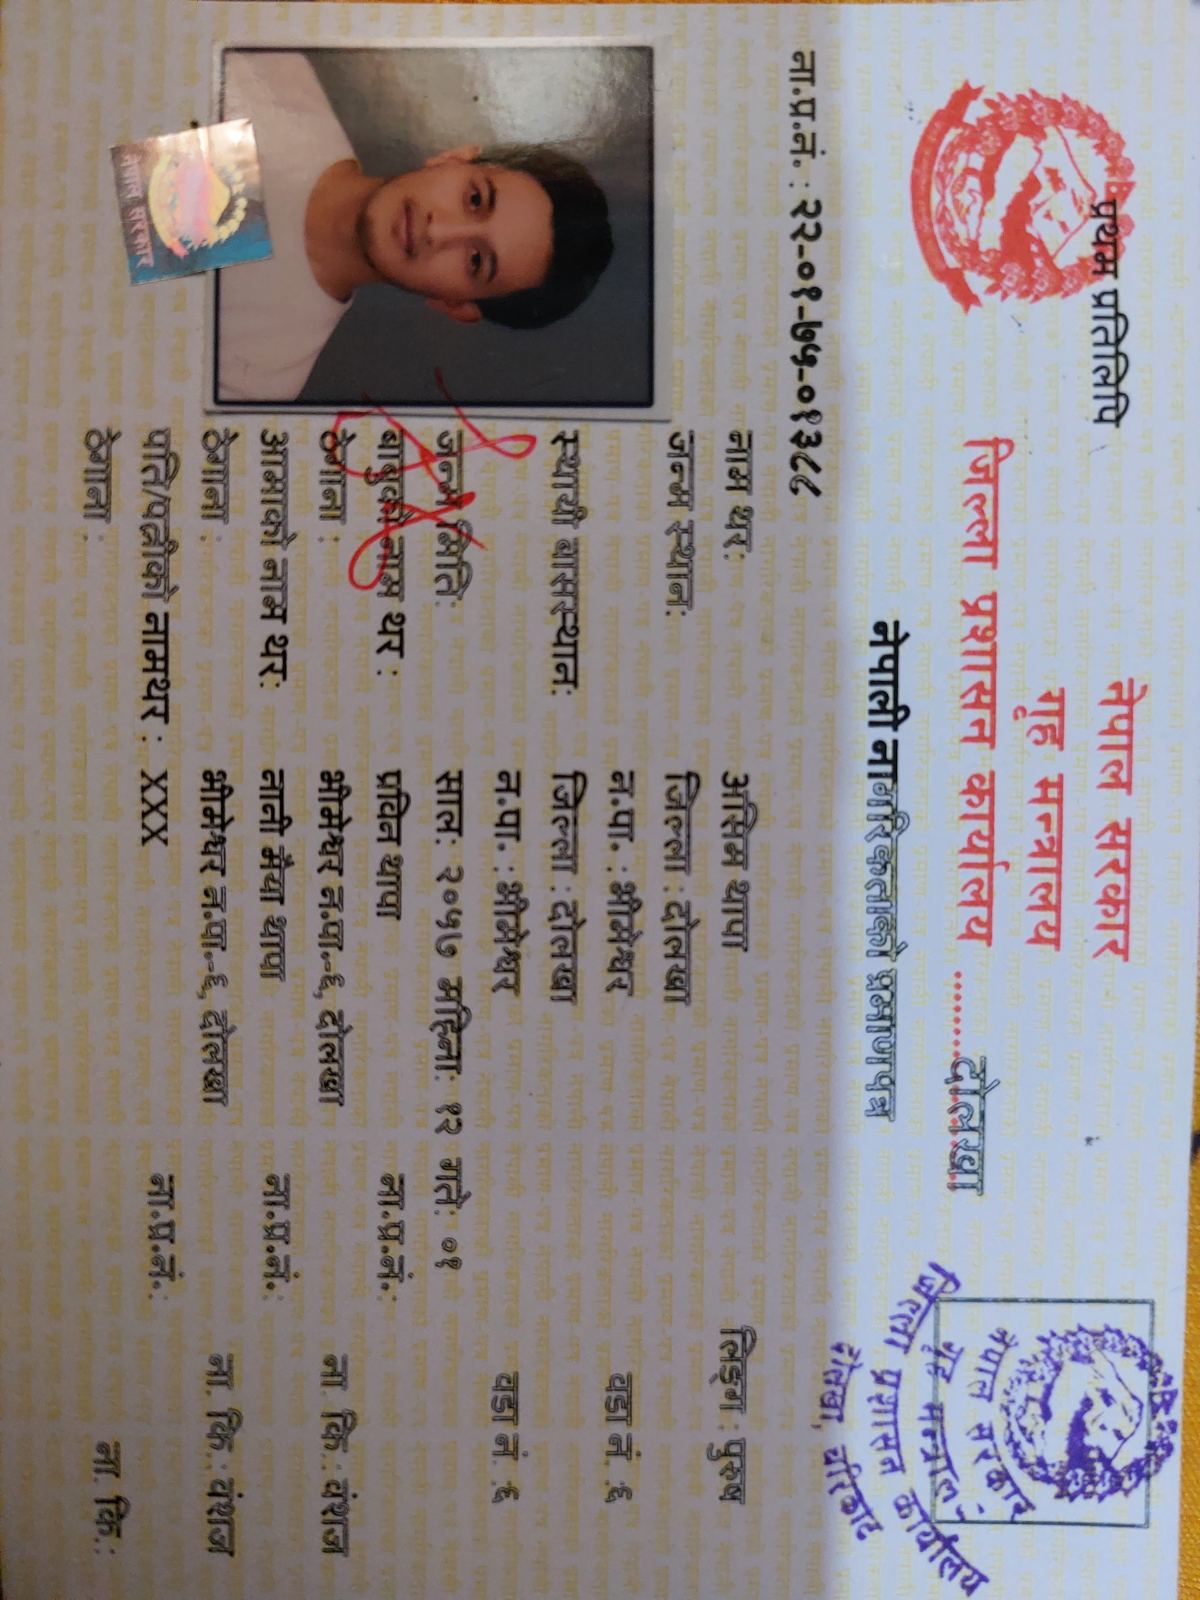 प्रथम प्रतिलिपि
नेपाल सरकार
गृह मन्त्रालय
जिल्ला प्रशासन कार्यालय ..........दोलखा
नेपाल सरकार
गृह मन्त्रालय
जिल्ला प्रशासन कार्यालय
दोलखा, चरिकोट
नेपाली नागरिकताको प्रमाणपत्र
ना.प्र.नं. : २२-०१-७५-०१३८८
नाम थर: असिम थापा लिङ्ग : पुरुष
जन्म स्थान: जिल्ला : दोलखा
न.पा. : भीमेश्वर वडा नं. :६
स्थायी बासस्थान: जिल्ला : दोलखा
न.पा. : भीमेश्वर वडा नं. :६
जन्म मिति: साल: २०५७ महिना: १२ गते: ०१
बाबुको नाम थर : प्रविन थापा ना.प्र.नं.:
ठेगाना : भीमेश्वर न.पा.-६, दोलखा ना. कि.: वंशज
आमाको नाम थर: नानी मैया थापा ना.प्र.नं.:
ठेगाना : भीमेश्वर न.पा.-६, दोलखा ना. कि.: वंशज
पति/पत्नीको नामथर : XXX ना.प्र.नं.:
ठेगाना : ना. कि.:
नेपाल सरकार